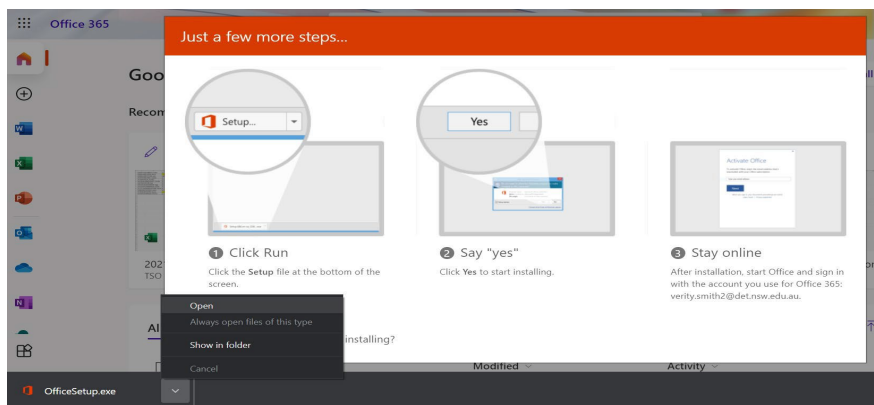 Office 365
Just a few more steps...
Goo
all
Recom
Setup...
Yes
Activate Office
1 Click Run
2 Say "yes"
3 Stay online
Click the Setup file at the bottom of the
screen.
Click Yes to start installing.
After installation, start Office and sign in
with the account you use for Office 365:
verity.smith2@det.nsw.edu.au.
202
TSO
Open
Always open files of this type
Show in folder
Cancel
Al
installing?
Modified
Activity
OfficeSetup.exe